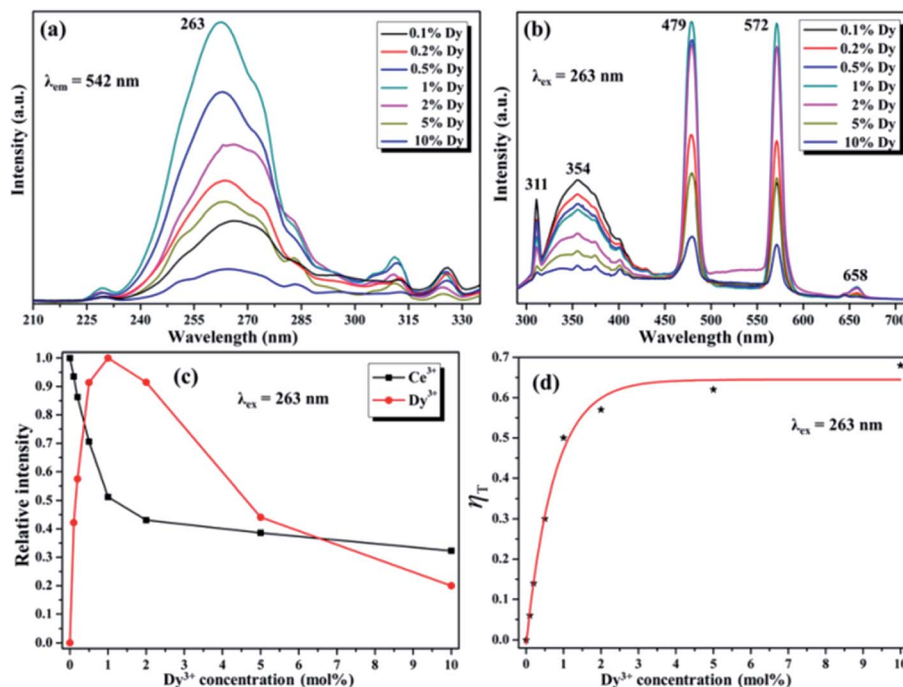 (a)
263
λem = 542 nm
0.1% Dy
0.2% Dy
0.5% Dy
1% Dy
2% Dy
5% Dy
10% Dy
Intensity (a.u.)
210 225 240 255 270 285 300 315 330
Wavelength (nm)
(b)
479
572
λex = 263 nm
0.1% Dy
0.2% Dy
0.5% Dy
1% Dy
2% Dy
5% Dy
10% Dy
311
354
658
Intensity (a.u.)
300 350 400 450 500 550 600 650 700
Wavelength (nm)
(c)
λex = 263 nm
Ce3+
Dy3+
Relative intensity
1.0
0.9
0.8
0.7
0.6
0.5
0.4
0.3
0.2
0.1
0.0
0 1 2 3 4 5 6 7 8 9 10
Dy3+ concentration (mol%)
(d)
λex = 263 nm
ηT
0.7
0.6
0.5
0.4
0.3
0.2
0.1
0.0
0 1 2 3 4 5 6 7 8 9 10
Dy3+ concentration (mol%)